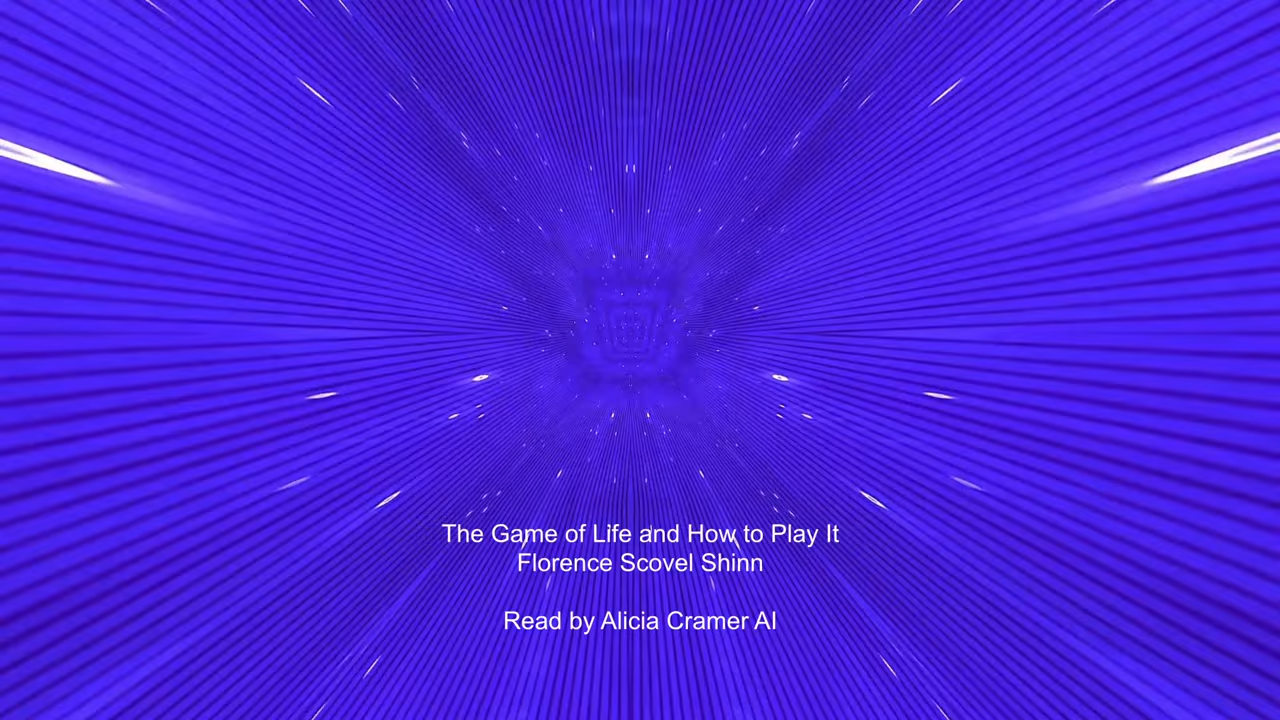 The Game of Life and How to Play It
Florence Scovel Shinn
Read by Alicia Cramer AI